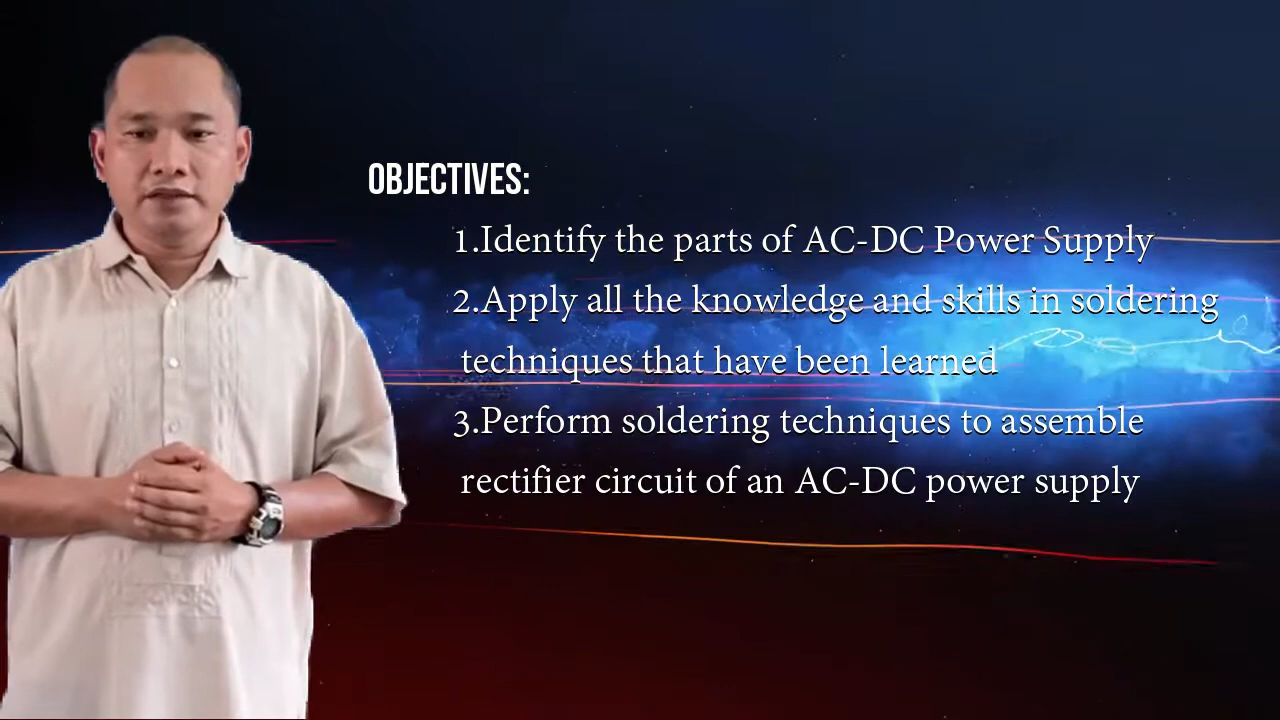 OBJECTIVES:
1.Identify the parts of AC-DC Power Supply
2.Apply all the knowledge and skills in soldering
techniques that have been learned
3.Perform soldering techniques to assemble
rectifier circuit of an AC-DC power supply